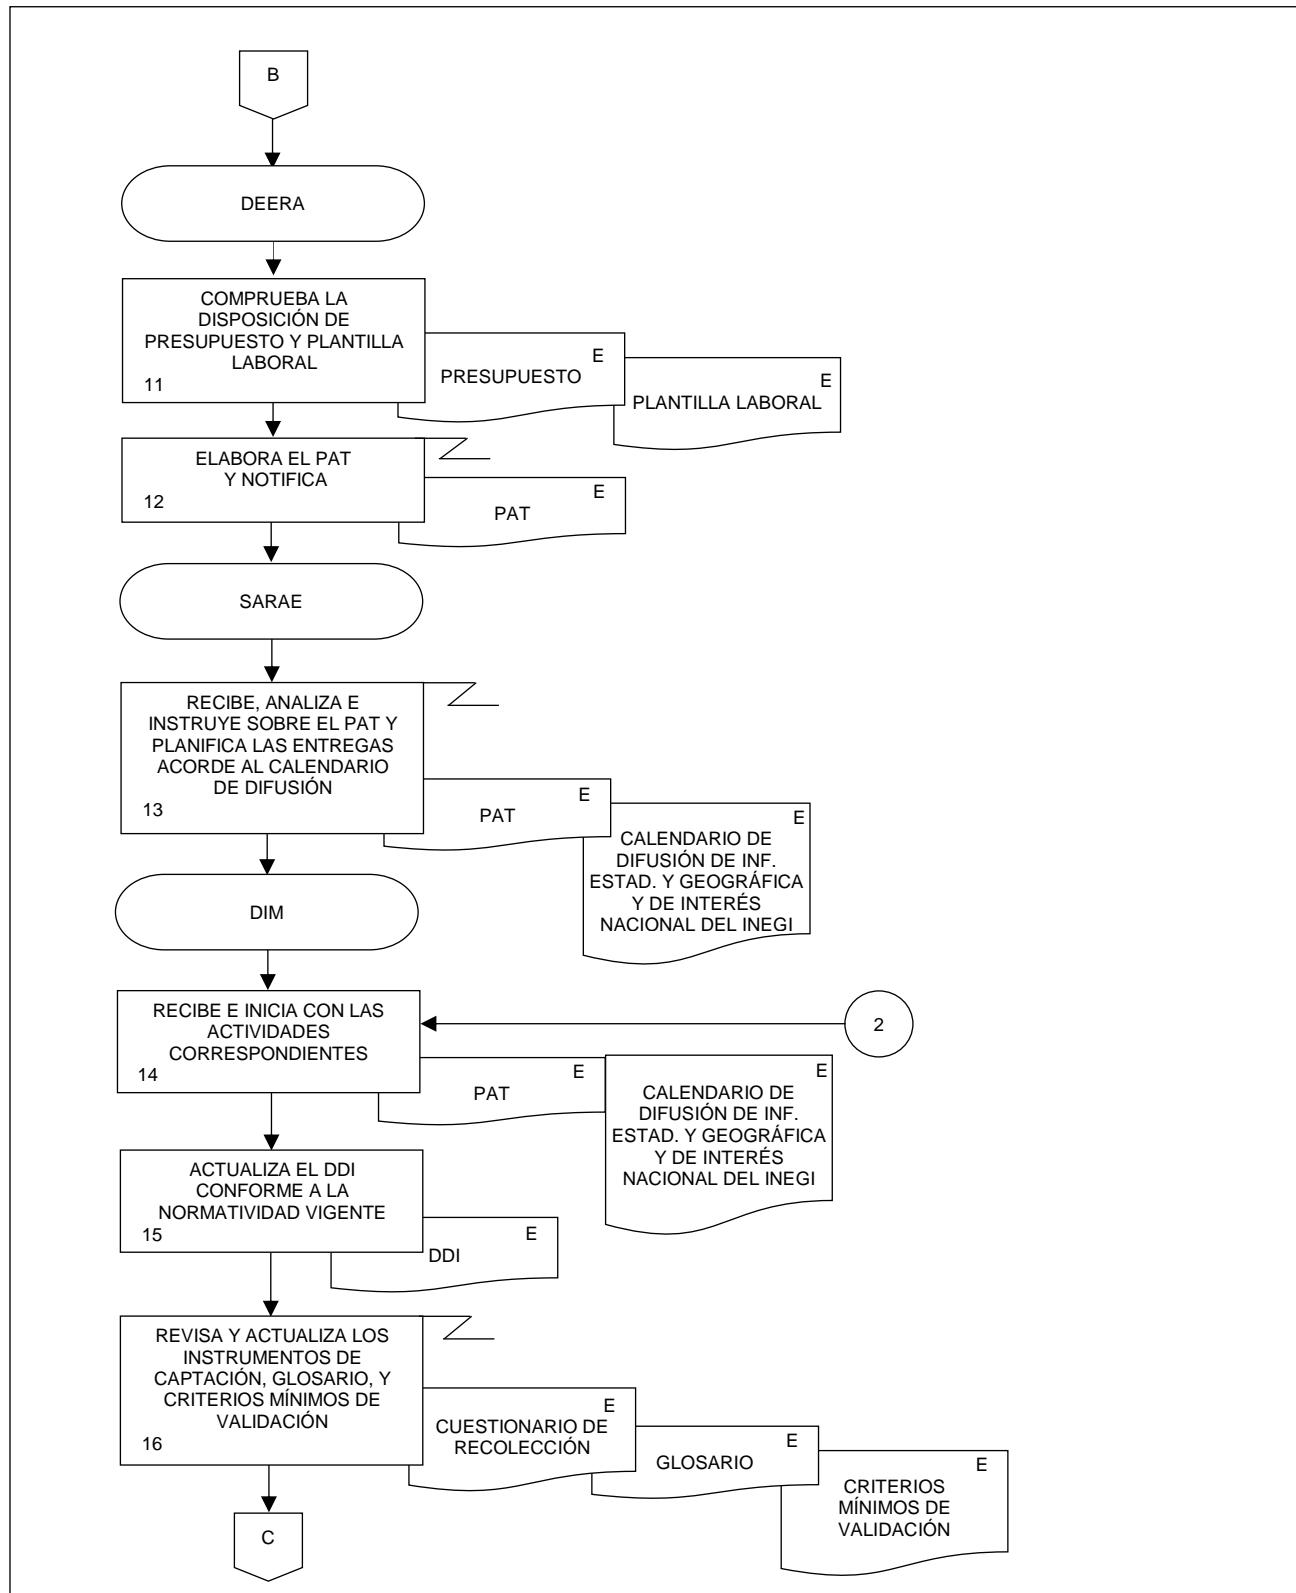 B
DEERA
COMPRUEBA LA
DISPOSICIÓN DE
PRESUPUESTO Y PLANTILLA
LABORAL
11
E
PRESUPUESTO
E
PLANTILLA LABORAL
ELABORA EL PAT
Y NOTIFICA
12
E
PAT
SARAE
RECIBE, ANALIZA E
INSTRUYE SOBRE EL PAT Y
PLANIFICA LAS ENTREGAS
ACORDE AL CALENDARIO
DE DIFUSIÓN
13
E
PAT
E
CALENDARIO DE
DIFUSIÓN DE INF.
ESTAD. Y GEOGRÁFICA
Y DE INTERÉS
NACIONAL DEL INEGI
DIM
RECIBE E INICIA CON LAS
ACTIVIDADES
CORRESPONDIENTES
14
2
E
PAT
E
CALENDARIO DE
DIFUSIÓN DE INF.
ESTAD. Y GEOGRÁFICA
Y DE INTERÉS
NACIONAL DEL INEGI
ACTUALIZA EL DDI
CONFORME A LA
NORMATIVIDAD VIGENTE
15
E
DDI
REVISA Y ACTUALIZA LOS
INSTRUMENTOS DE
CAPTACIÓN, GLOSARIO, Y
CRITERIOS MÍNIMOS DE
VALIDACIÓN
16
E
CUESTIONARIO DE
RECOLECCIÓN
E
GLOSARIO
E
CRITERIOS
MÍNIMOS DE
VALIDACIÓN
C